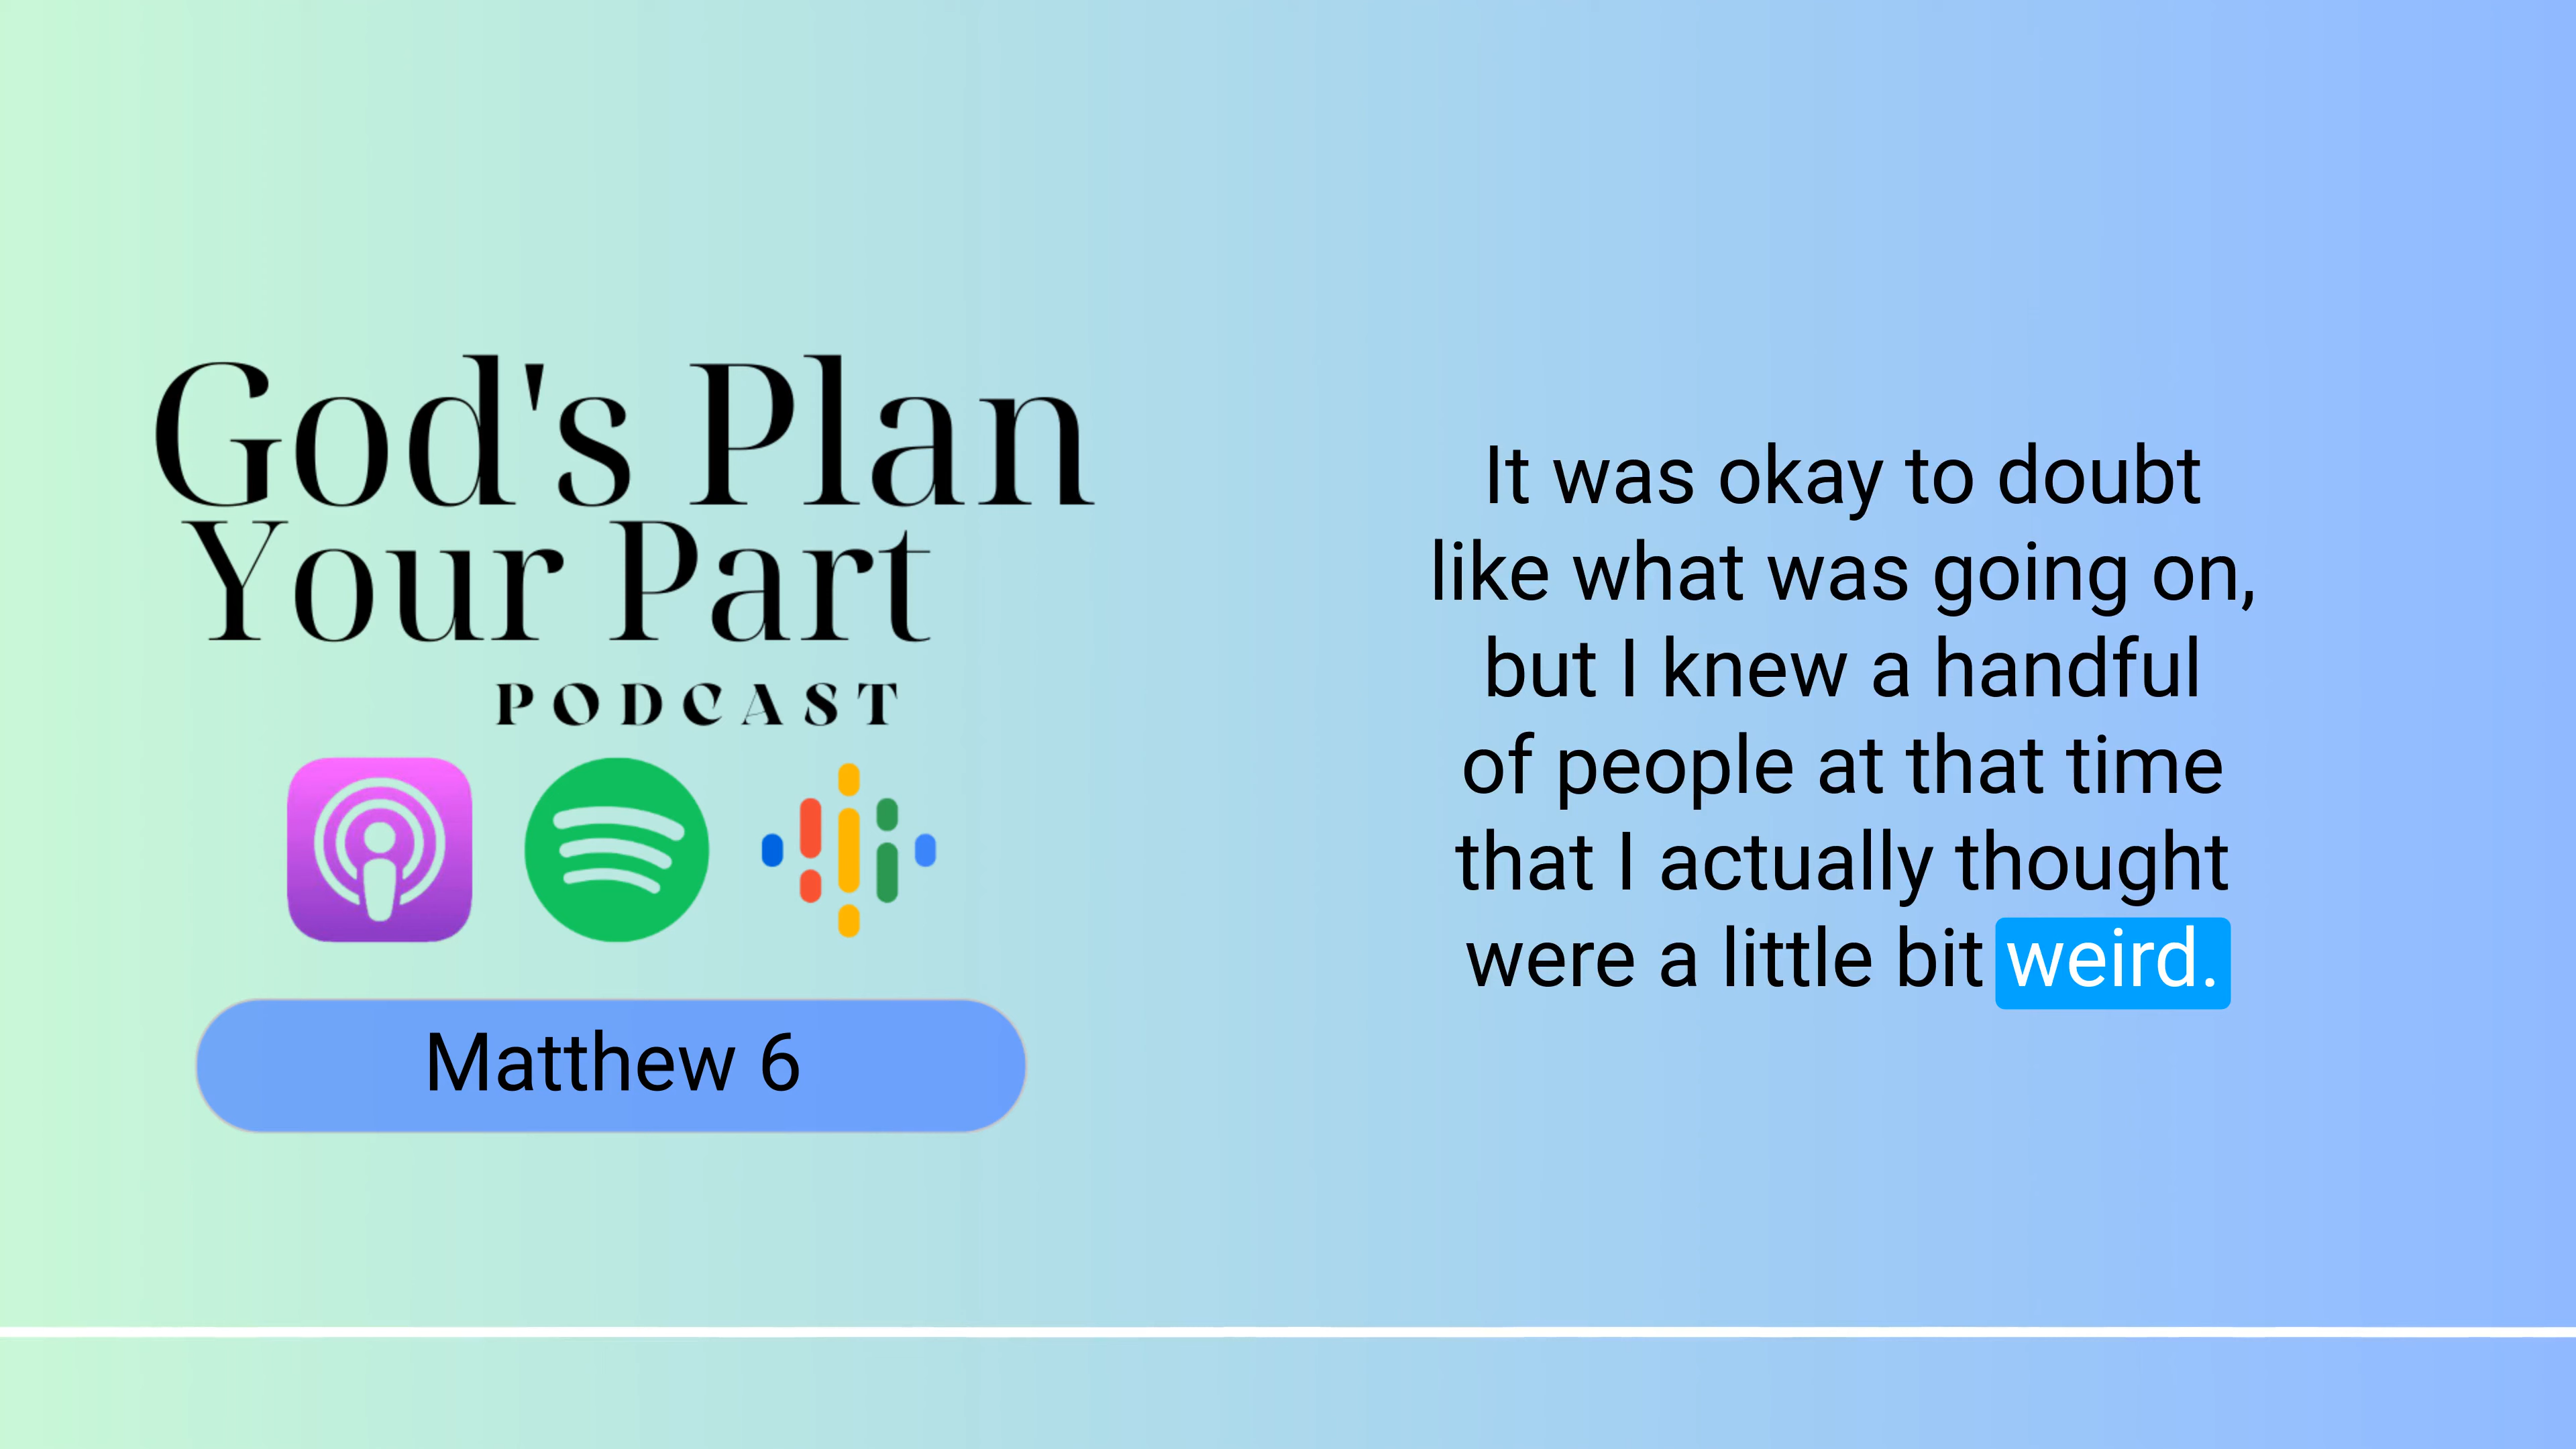 God's Plan
Your Part
PODCAST
Matthew 6
It was okay to doubt
like what was going on,
but I knew a handful
of people at that time
that I actually thought
were a little bit weird.